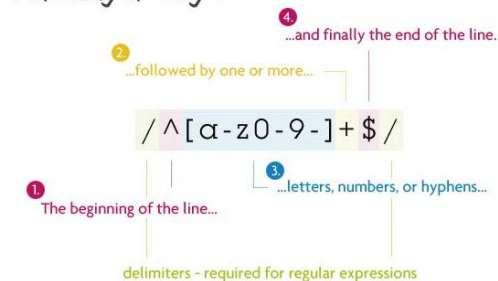 4.
...and finally the end of the line.
2.
...followed by one or more...
/^[a-z0-9-]+$/
3.
...letters, numbers, or hyphens...
1.
The beginning of the line...
delimiters - required for regular expressions